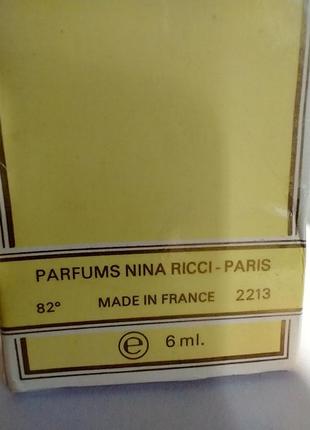 PARFUMS NINA RICCI - PARIS
82° MADE IN FRANCE 2213
℮ 6 ml.